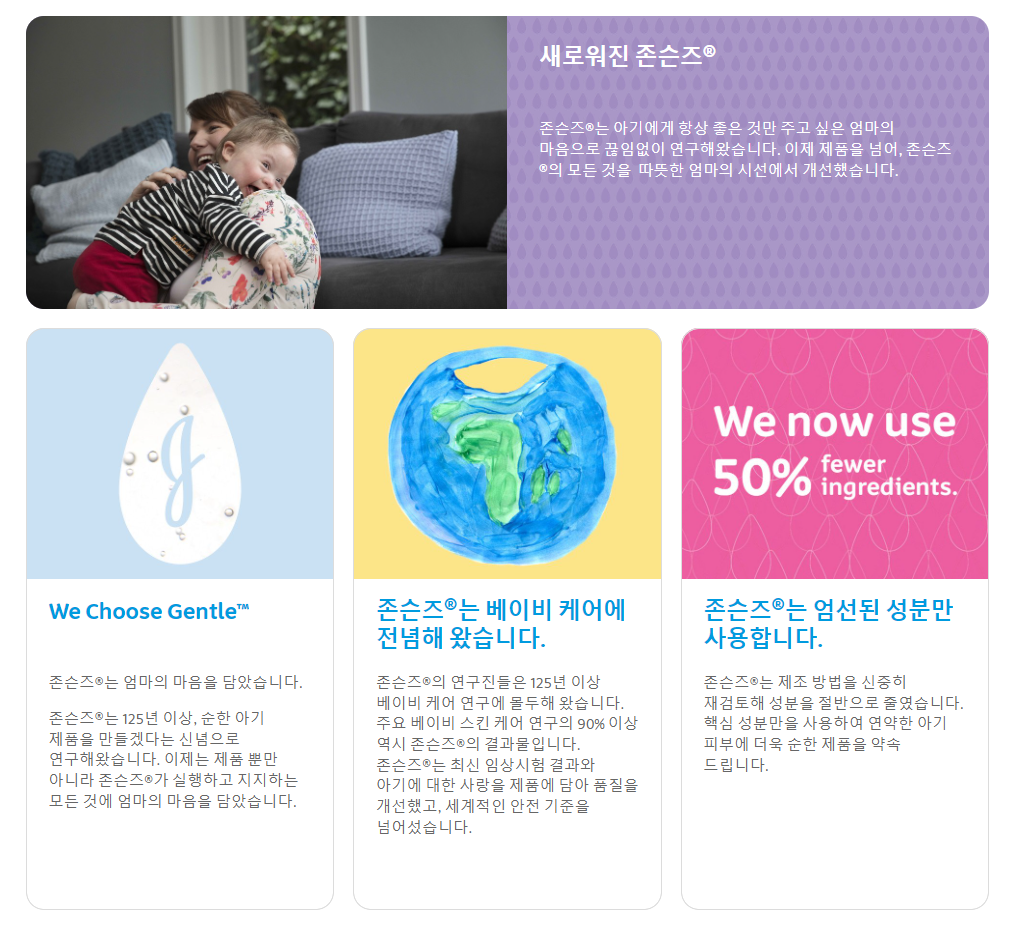 새로워진 존슨즈®
존슨즈®는 아기에게 항상 좋은 것만 주고 싶은 엄마의
마음으로 끊임없이 연구해왔습니다. 이제 제품을 넘어, 존슨즈
®의 모든 것을 따뜻한 엄마의 시선에서 개선했습니다.
J
We Choose Gentle™
존슨즈®는 엄마의 마음을 담았습니다.
존슨즈®는 125년 이상, 순한 아기
제품을 만들겠다는 신념으로
연구해왔습니다. 이제는 제품 뿐만
아니라 존슨즈®가 실행하고 지지하는
모든 것에 엄마의 마음을 담았습니다.
존슨즈®는 베이비 케어에
전념해 왔습니다.
존슨즈®의 연구진들은 125년 이상
베이비 케어 연구에 몰두해 왔습니다.
주요 베이비 스킨 케어 연구의 90% 이상
역시 존슨즈®의 결과물입니다.
존슨즈®는 최신 임상시험 결과와
아기에 대한 사랑을 제품에 담아 품질을
개선했고, 세계적인 안전 기준을
넘어섰습니다.
We now use
50% fewer
ingredients.
존슨즈®는 엄선된 성분만
사용합니다.
존슨즈®는 제조 방법을 신중히
재검토해 성분을 절반으로 줄였습니다.
핵심 성분만을 사용하여 연약한 아기
피부에 더욱 순한 제품을 약속
드립니다.